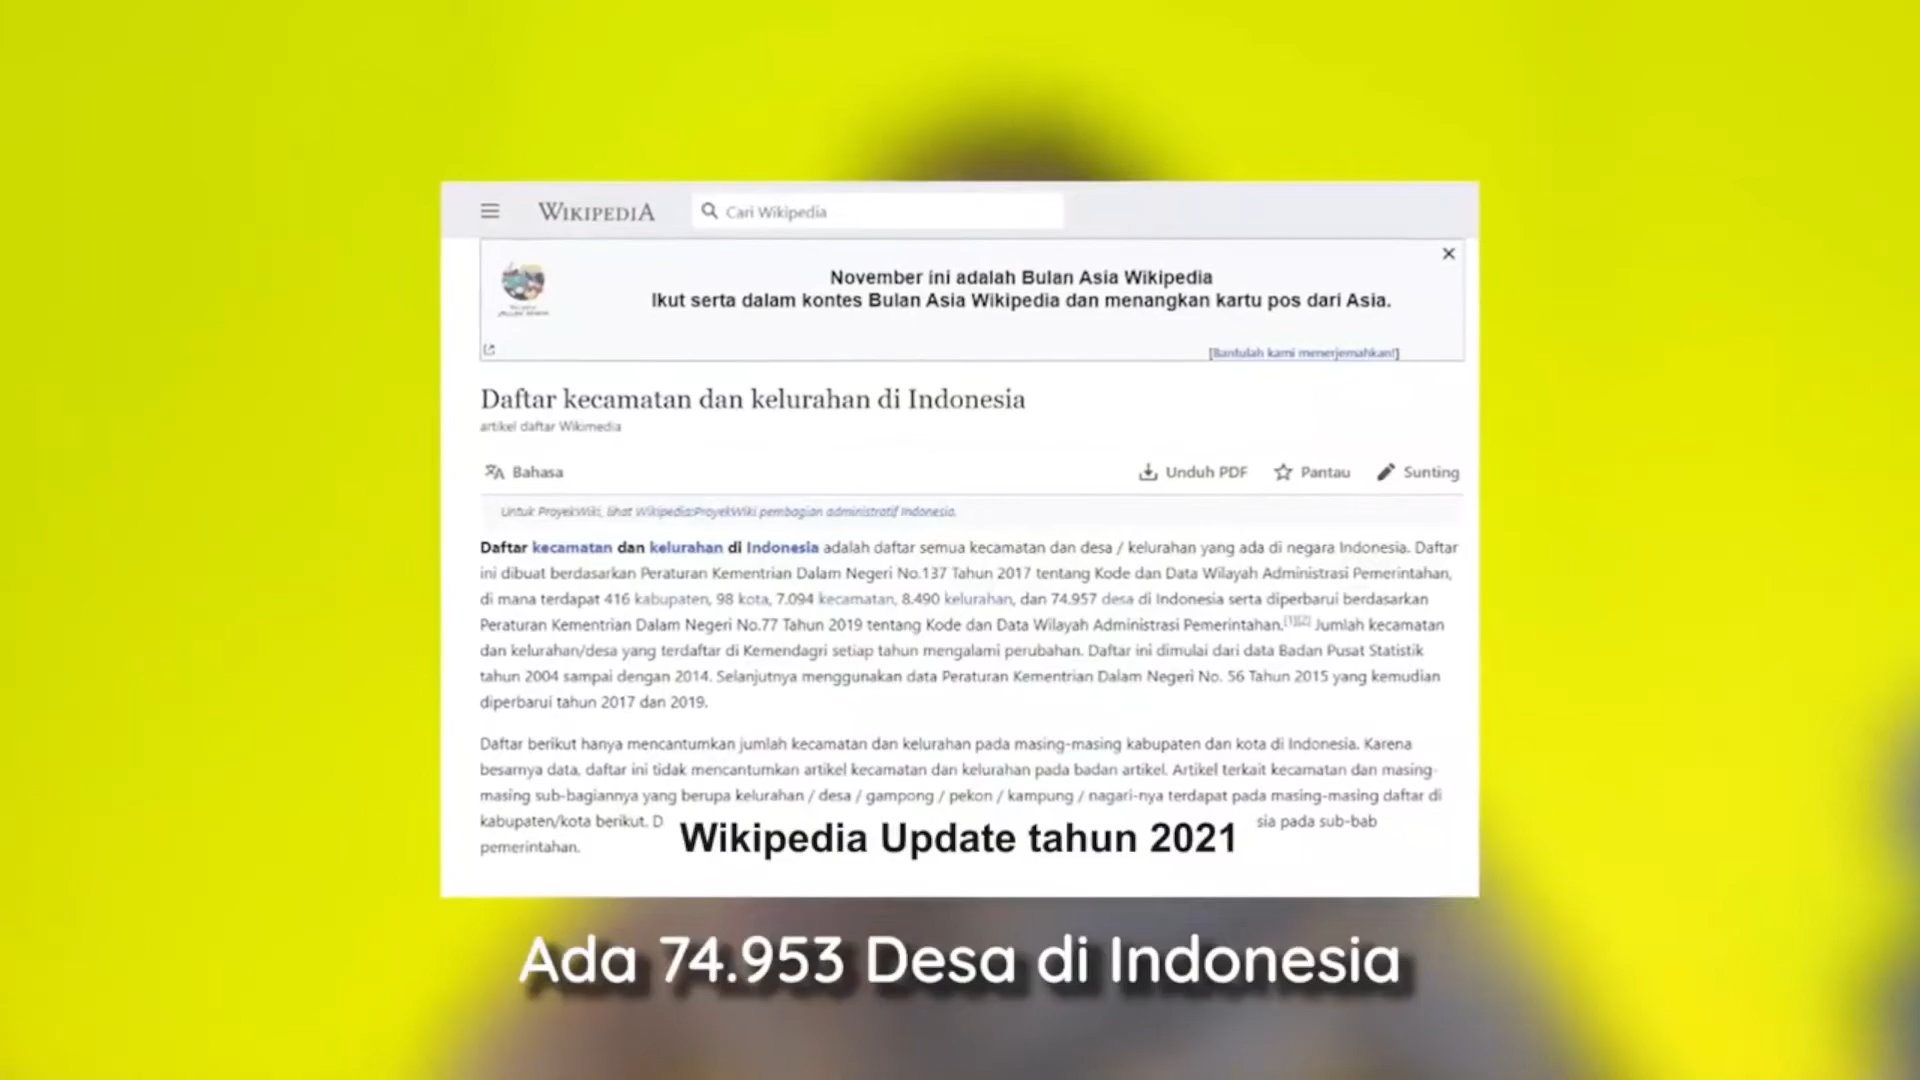 WIKIPEDIA
Cari Wikipedia
November ini adalah Bulan Asia Wikipedia
Ikut serta dalam kontes Bulan Asia Wikipedia dan menangkan kartu pos dari Asia.
[Bantulah kami menerjemahkan!]
Daftar kecamatan dan kelurahan di Indonesia
artikel daftar Wikimedia
Bahasa
Unduh PDF
Pantau
Sunting
Untuk ProyekWiki, lihat Wikipedia:ProyekWiki pembagian administratif Indonesia.
Daftar kecamatan dan kelurahan di Indonesia adalah daftar semua kecamatan dan desa / kelurahan yang ada di negara Indonesia. Daftar
ini dibuat berdasarkan Peraturan Kementrian Dalam Negeri No.137 Tahun 2017 tentang Kode dan Data Wilayah Administrasi Pemerintahan,
di mana terdapat 416 kabupaten, 98 kota, 7.094 kecamatan, 8.490 kelurahan, dan 74.957 desa di Indonesia serta diperbarui berdasarkan
Peraturan Kementrian Dalam Negeri No.77 Tahun 2019 tentang Kode dan Data Wilayah Administrasi Pemerintahan.[1][2] Jumlah kecamatan
dan kelurahan/desa yang terdaftar di Kemendagri setiap tahun mengalami perubahan. Daftar ini dimulai dari data Badan Pusat Statistik
tahun 2004 sampai dengan 2014. Selanjutnya menggunakan data Peraturan Kementrian Dalam Negeri No. 56 Tahun 2015 yang kemudian
diperbarui tahun 2017 dan 2019.
Daftar berikut hanya mencantumkan jumlah kecamatan dan kelurahan pada masing-masing kabupaten dan kota di Indonesia. Karena
besarnya data, daftar ini tidak mencantumkan artikel kecamatan dan kelurahan pada badan artikel. Artikel terkait kecamatan dan masing-
masing sub-bagiannya yang berupa kelurahan / desa / gampong / pekon / kampung / nagari-nya terdapat pada masing-masing daftar di
kabupaten/kota berikut. D sia pada sub-bab
pemerintahan.
Wikipedia Update tahun 2021
Ada 74.953 Desa di Indonesia